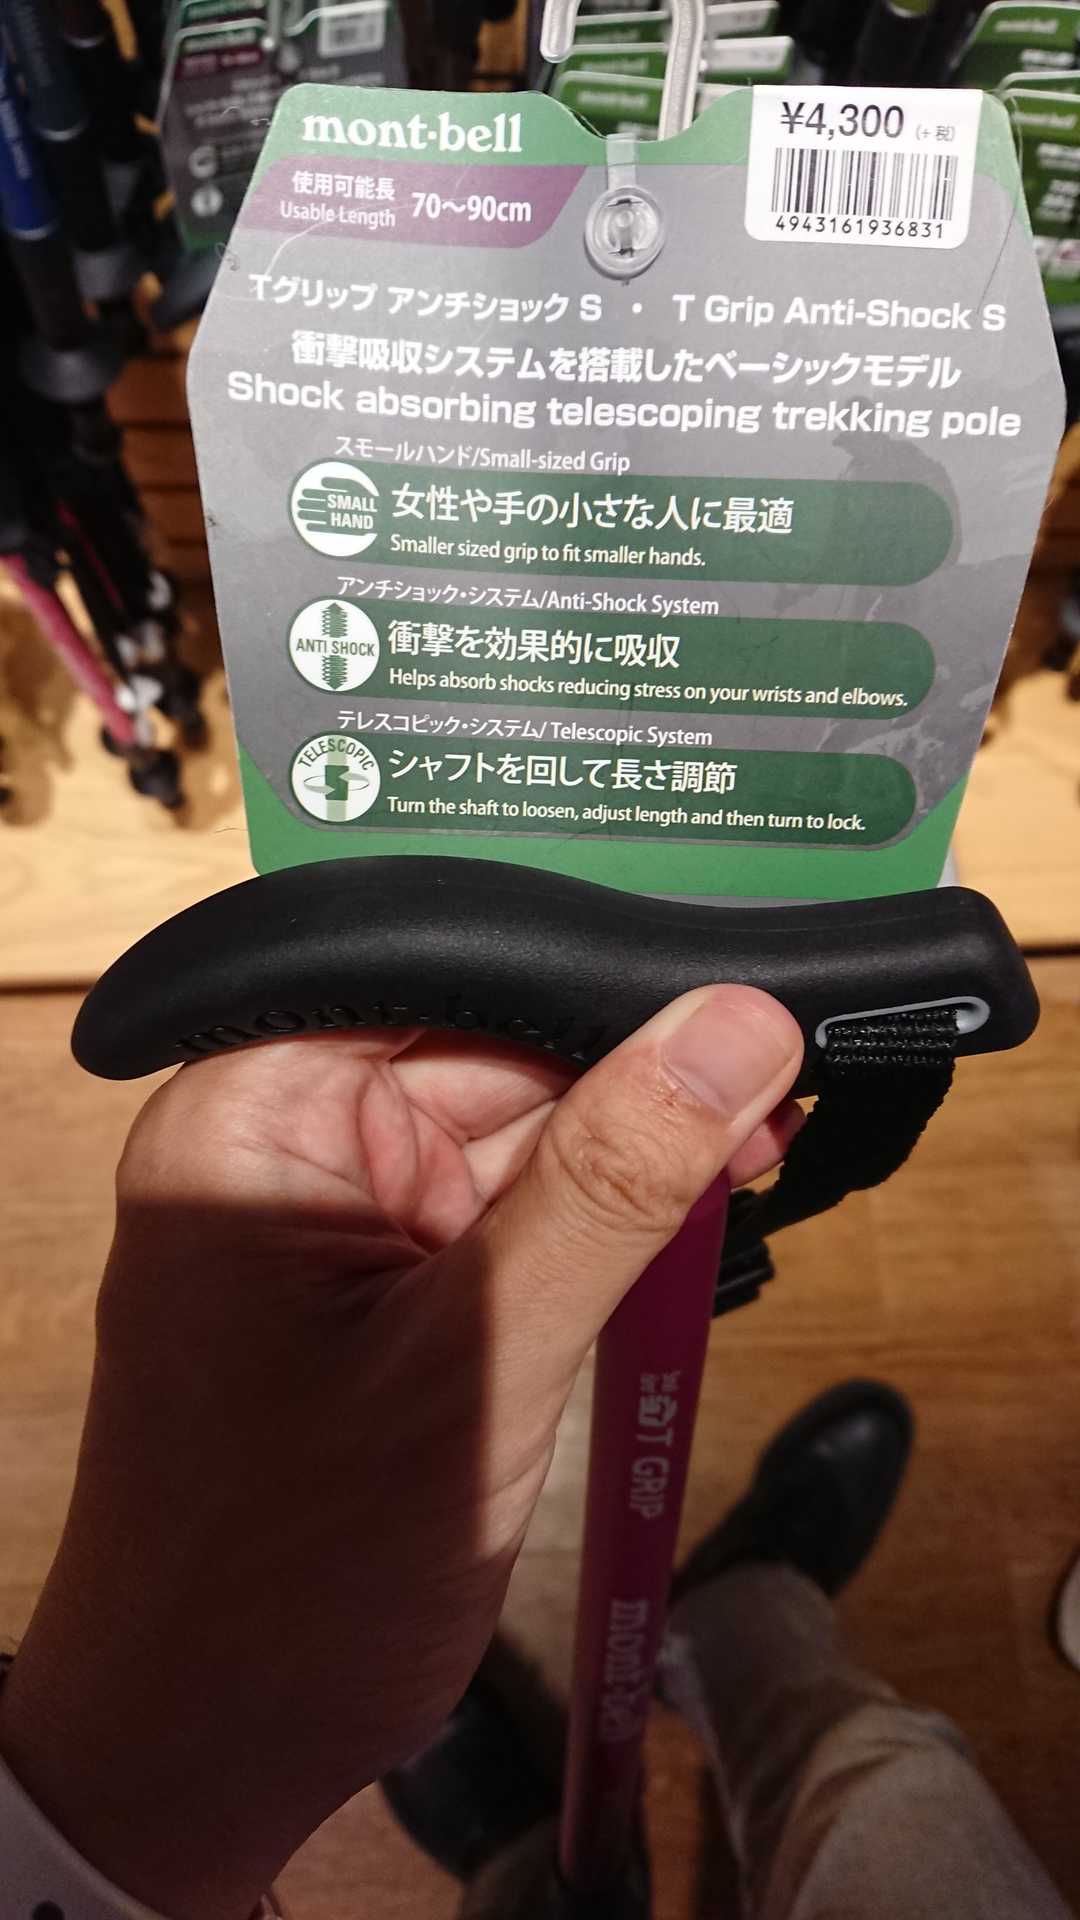 mont-bell
¥4,300 (+税)
4943161936831
使用可能長
Usable Length
70〜90cm
Tグリップ アンチショック S ・ T Grip Anti-Shock S
衝撃吸収システムを搭載したベーシックモデル
Shock absorbing telescoping trekking pole
スモールハンド/Small-sized Grip
SMALL
HAND
女性や手の小さな人に最適
Smaller sized grip to fit smaller hands.
アンチショック・システム/Anti-Shock System
ANTI SHOCK
衝撃を効果的に吸収
Helps absorb shocks reducing stress on your wrists and elbows.
テレスコピック・システム/ Telescopic System
TELESCOPIC
シャフトを回して長さ調節
Turn the shaft to loosen, adjust length and then turn to lock.
mont-bell
T GRIP
mont-bell
mont-bell
mont-bell
mont-bell